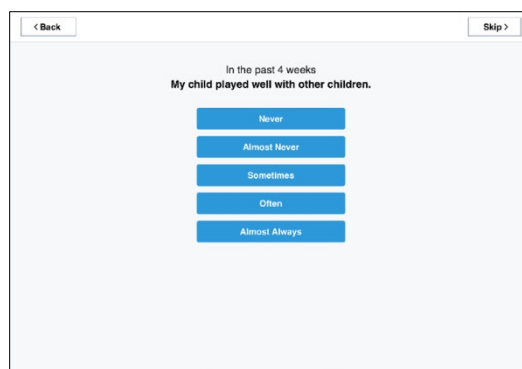 < Back
Skip >
In the past 4 weeks
My child played well with other children.
Never
Almost Never
Sometimes
Often
Almost Always